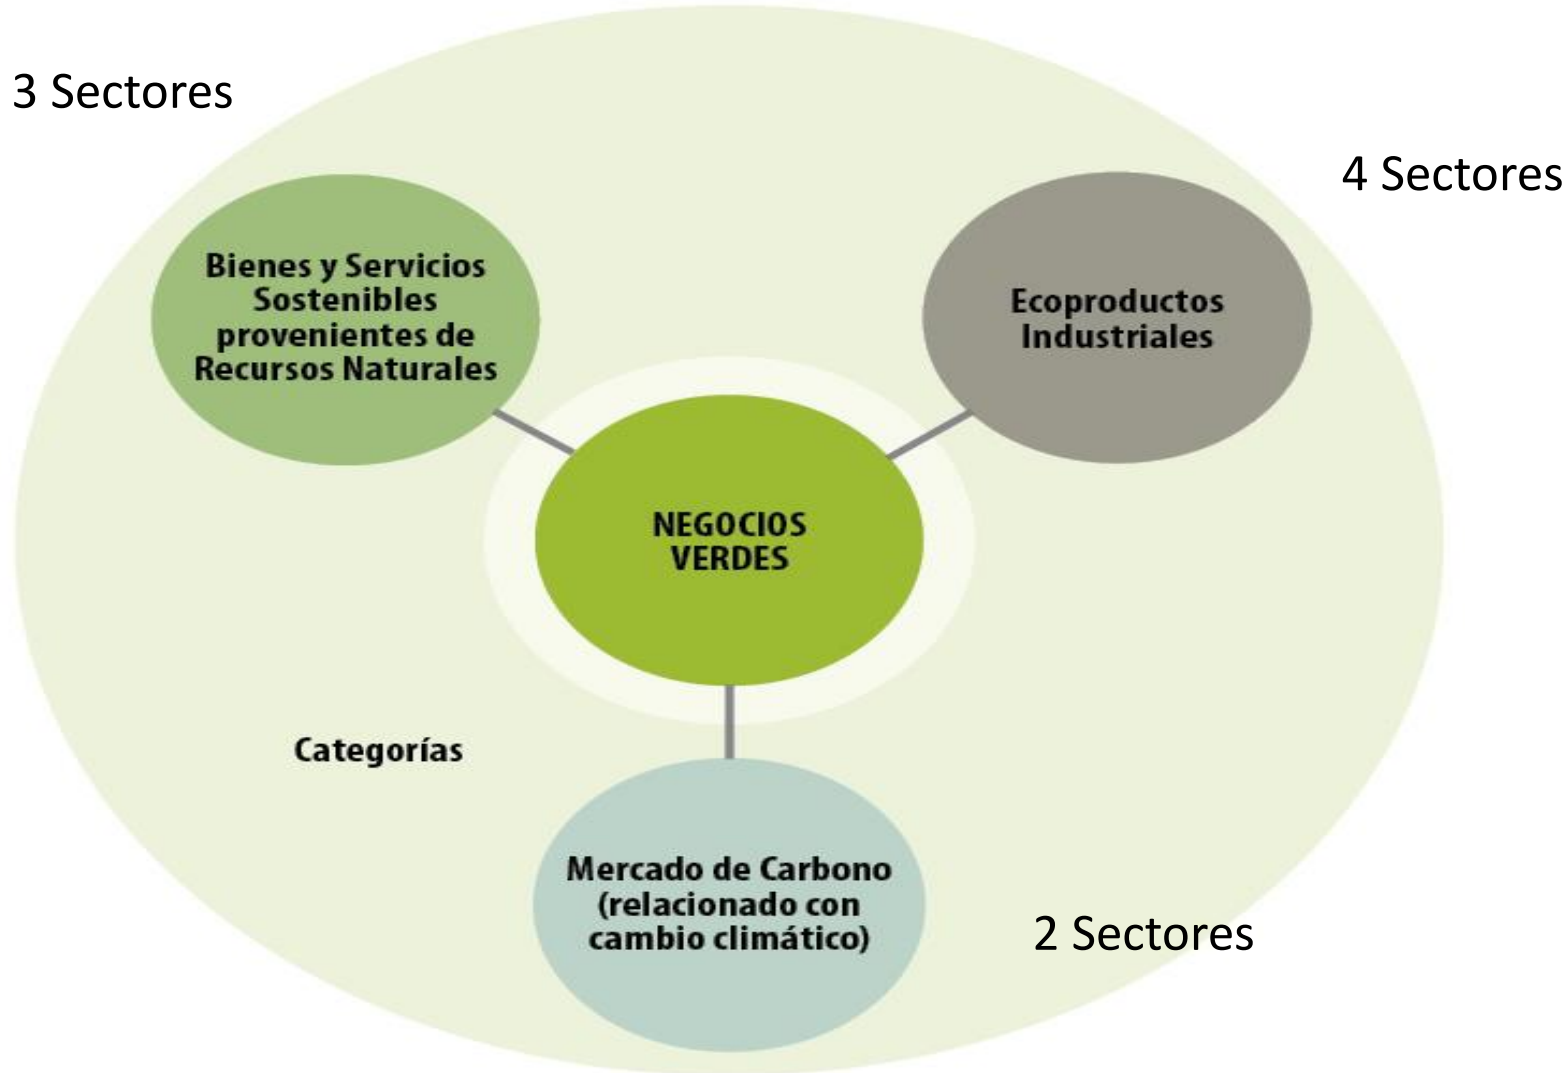 3 Sectores
4 Sectores
Bienes y Servicios
Sostenibles
provenientes de
Recursos Naturales
Ecoproductos
Industriales
NEGOCIOS
VERDES
Categorías
Mercado de Carbono
(relacionado con
cambio climático)
2 Sectores